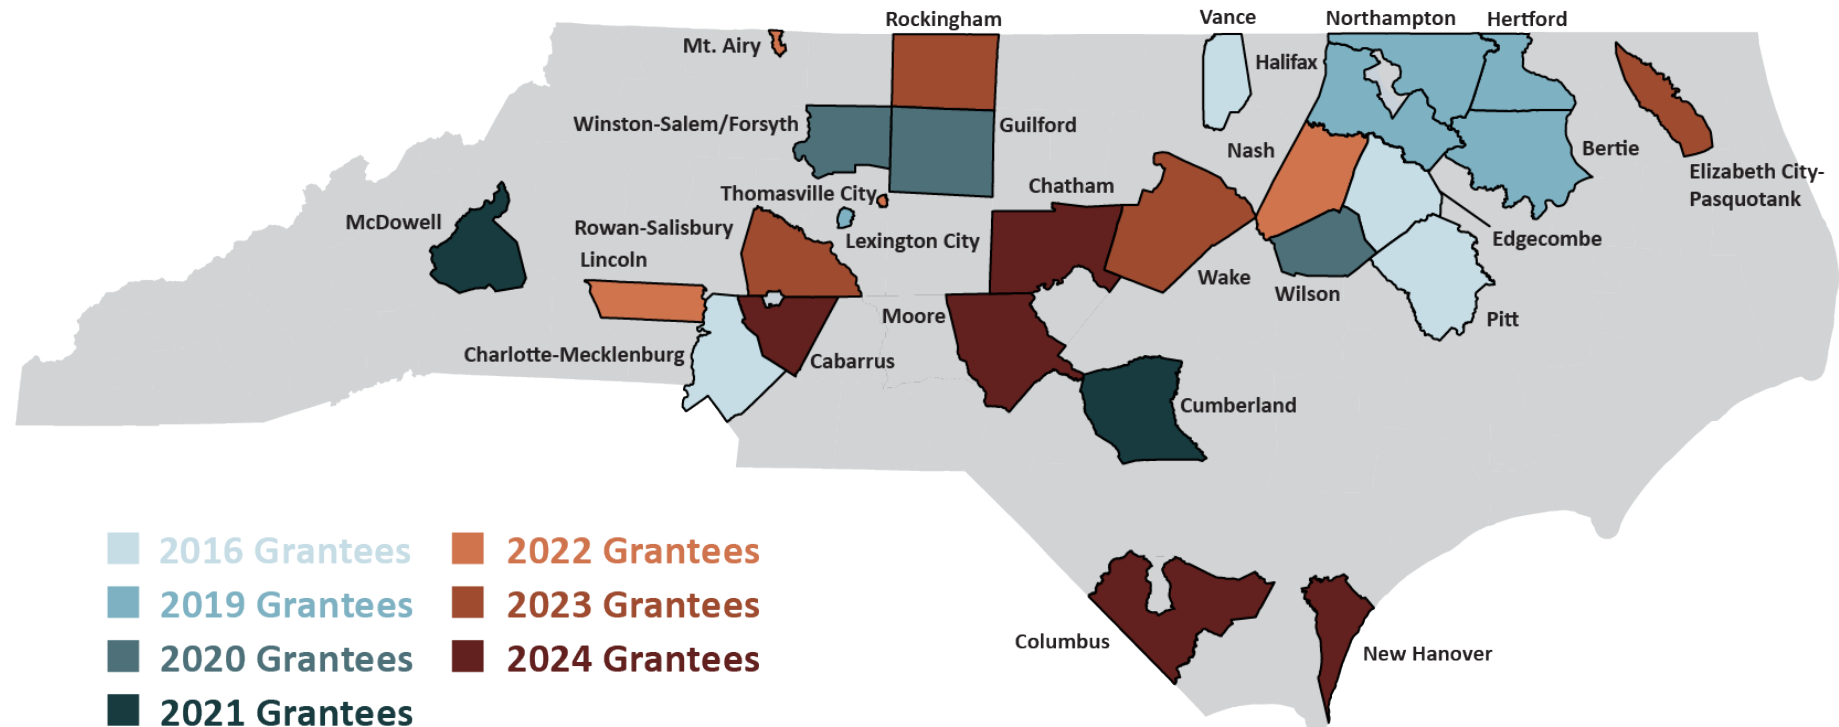 Rockingham
Vance
Northampton
Hertford
Mt. Airy
Halifax
Winston-Salem/Forsyth
Guilford
Nash
Bertie
Elizabeth City-
Pasquotank
Thomasville City
Chatham
McDowell
Rowan-Salisbury
Lexington City
Edgecombe
Lincoln
Wake
Wilson
Moore
Pitt
Charlotte-Mecklenburg
Cabarrus
Cumberland
2016 Grantees
2022 Grantees
2019 Grantees
2023 Grantees
2020 Grantees
2024 Grantees
2021 Grantees
Columbus
New Hanover